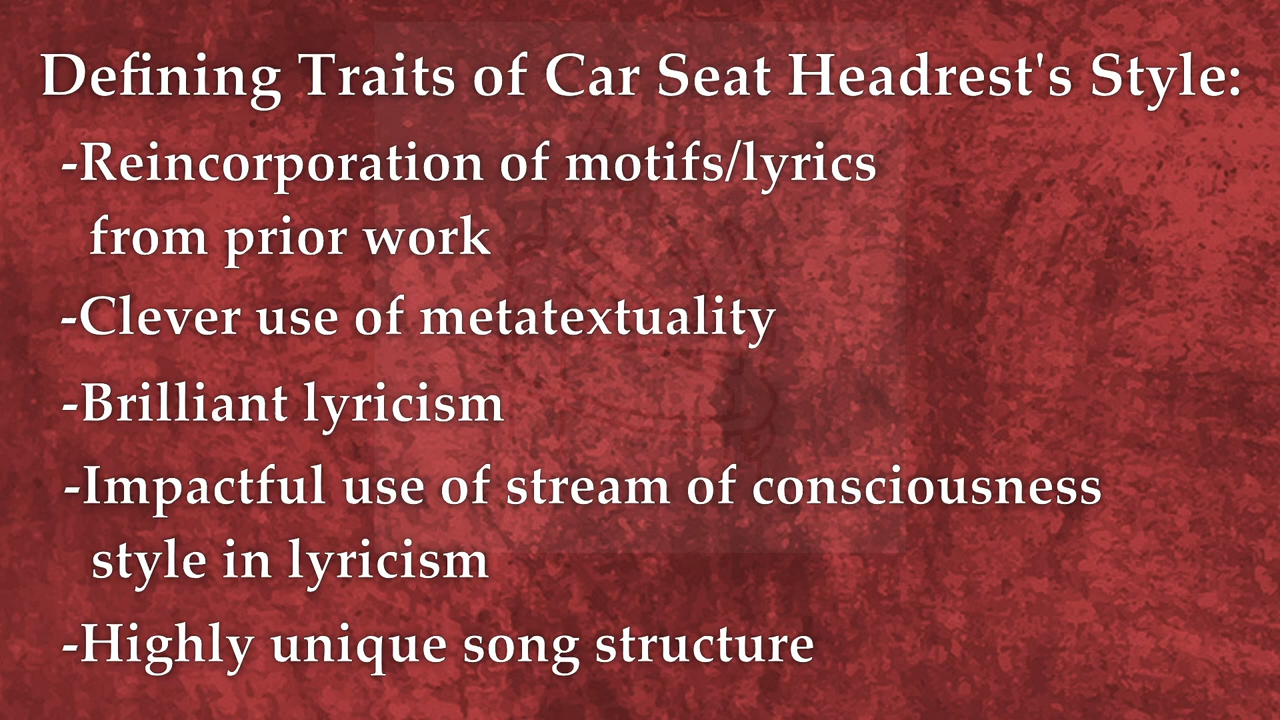 Defining Traits of Car Seat Headrest's Style:
-Reincorporation of motifs/lyrics
from prior work
-Clever use of metatextuality
-Brilliant lyricism
-Impactful use of stream of consciousness
style in lyricism
-Highly unique song structure